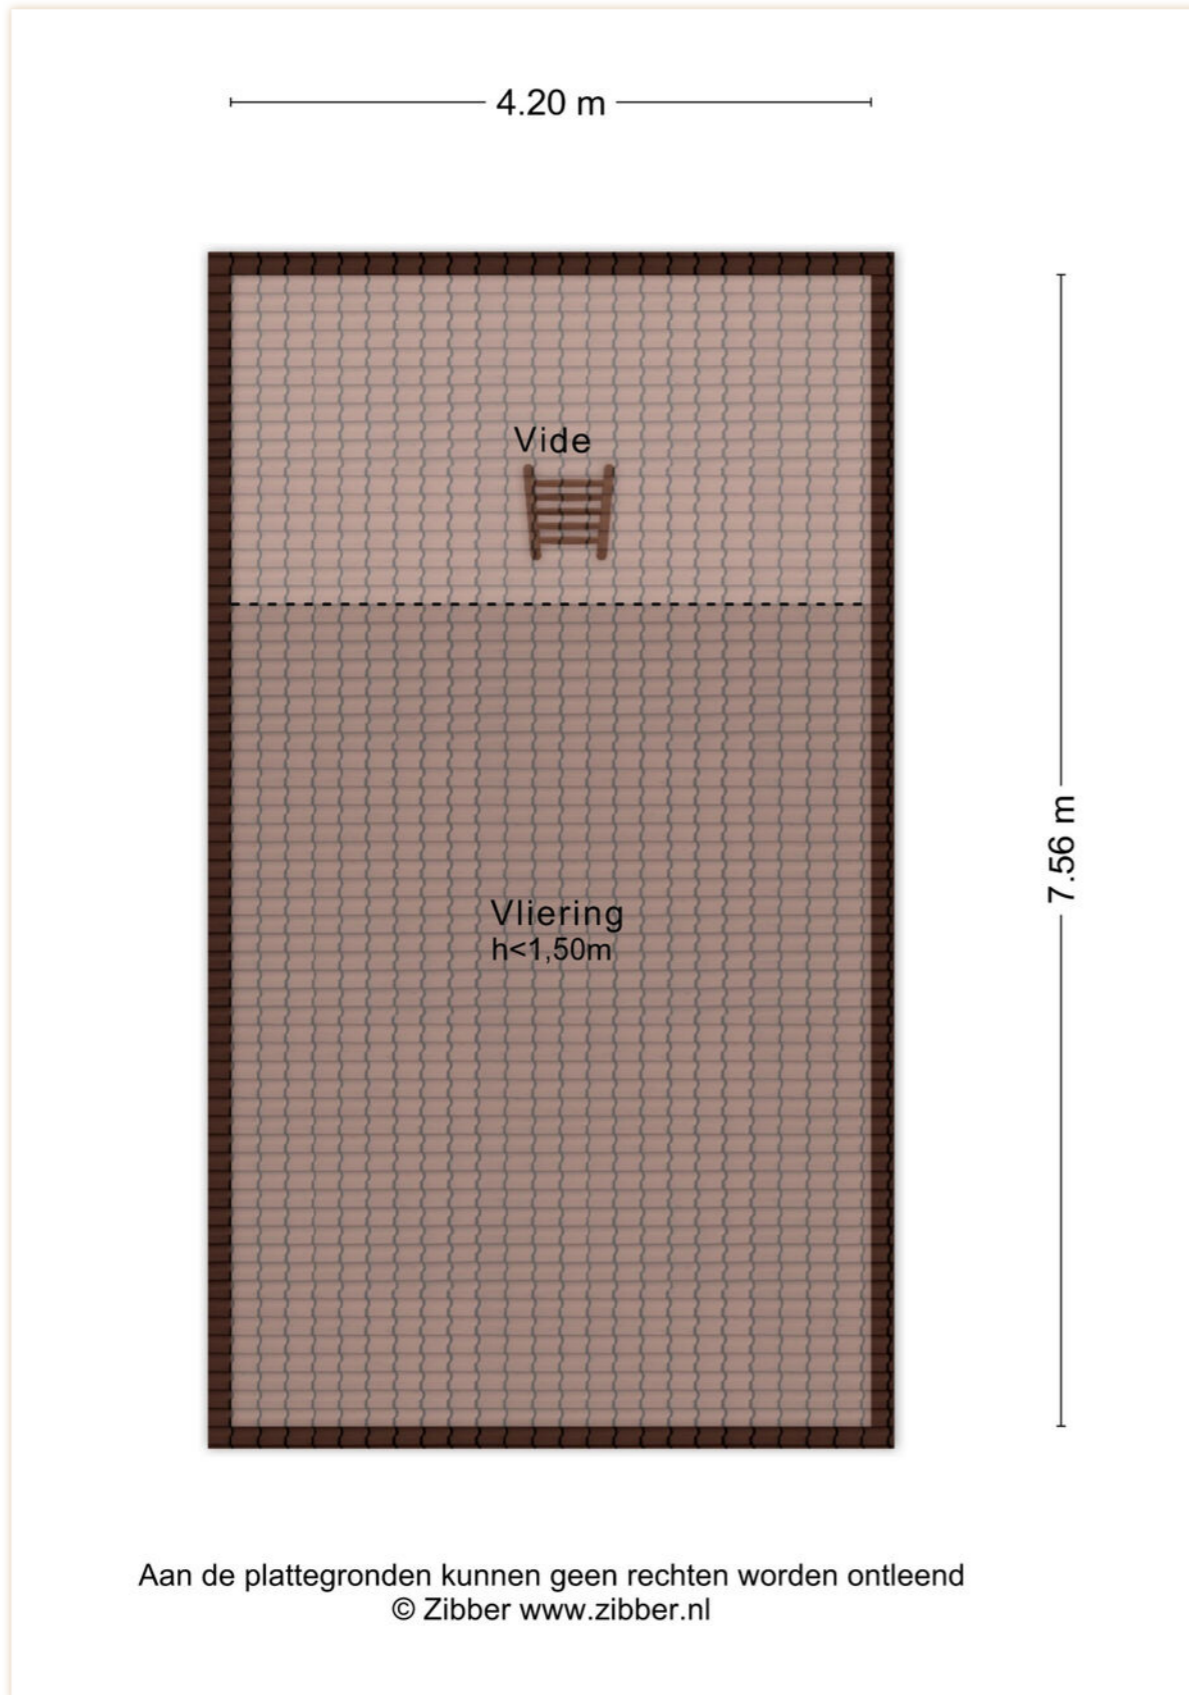 4.20 m
Vide
7.56 m
Vliering
h<1,50m
Aan de plattegronden kunnen geen rechten worden ontleend
© Zibber www.zibber.nl